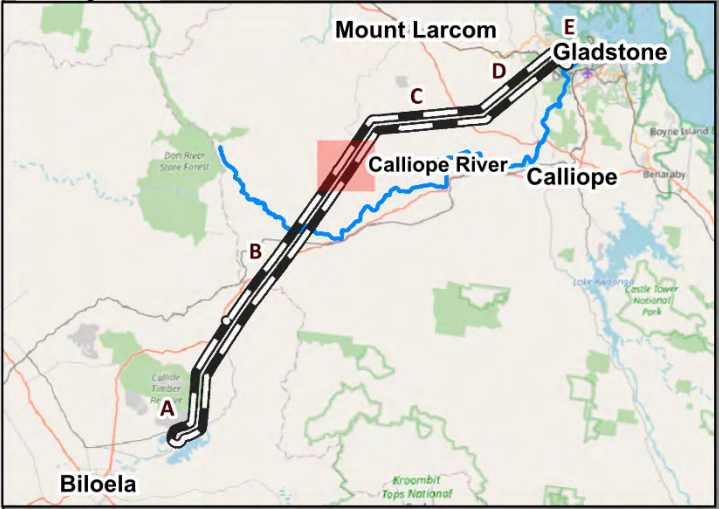 Mount Larcom
E
Gladstone
D
C
Boyne Island
Don River
State Forest
Calliope River
Calliope
Benaraby
B
Lake Awoonga
Castle Tower
National
Park
Callide
Timber
Reserve
A
Biloela
Kroombit
Tops National